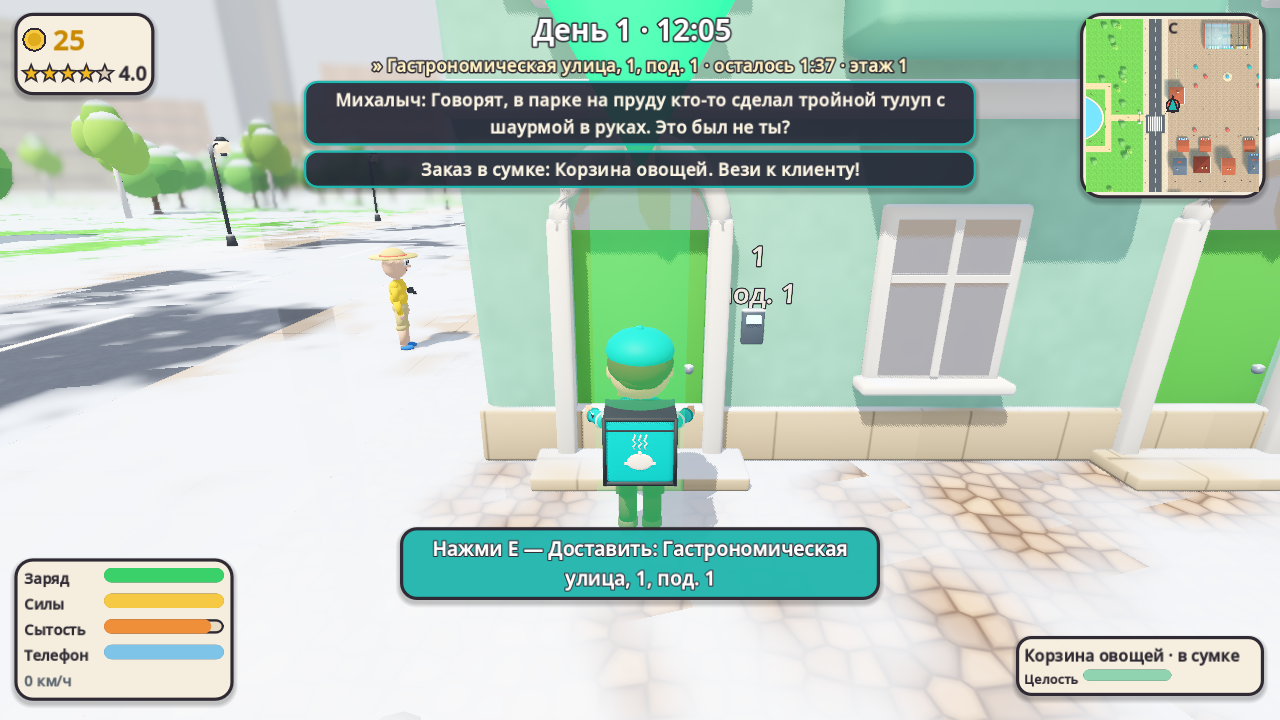 25
4.0
День 1 · 12:05
» Гастрономическая улица, 1, под. 1 · осталось 1:37 · этаж 1
Михалыч: Говорят, в парке на пруду кто-то сделал тройной тулуп с
шаурмой в руках. Это был не ты?
Заказ в сумке: Корзина овощей. Вези к клиенту!
С
1
под. 1
Нажми E — Доставить: Гастрономическая
улица, 1, под. 1
Заряд
Силы
Сытость
Телефон
0 км/ч
Корзина овощей · в сумке
Целость